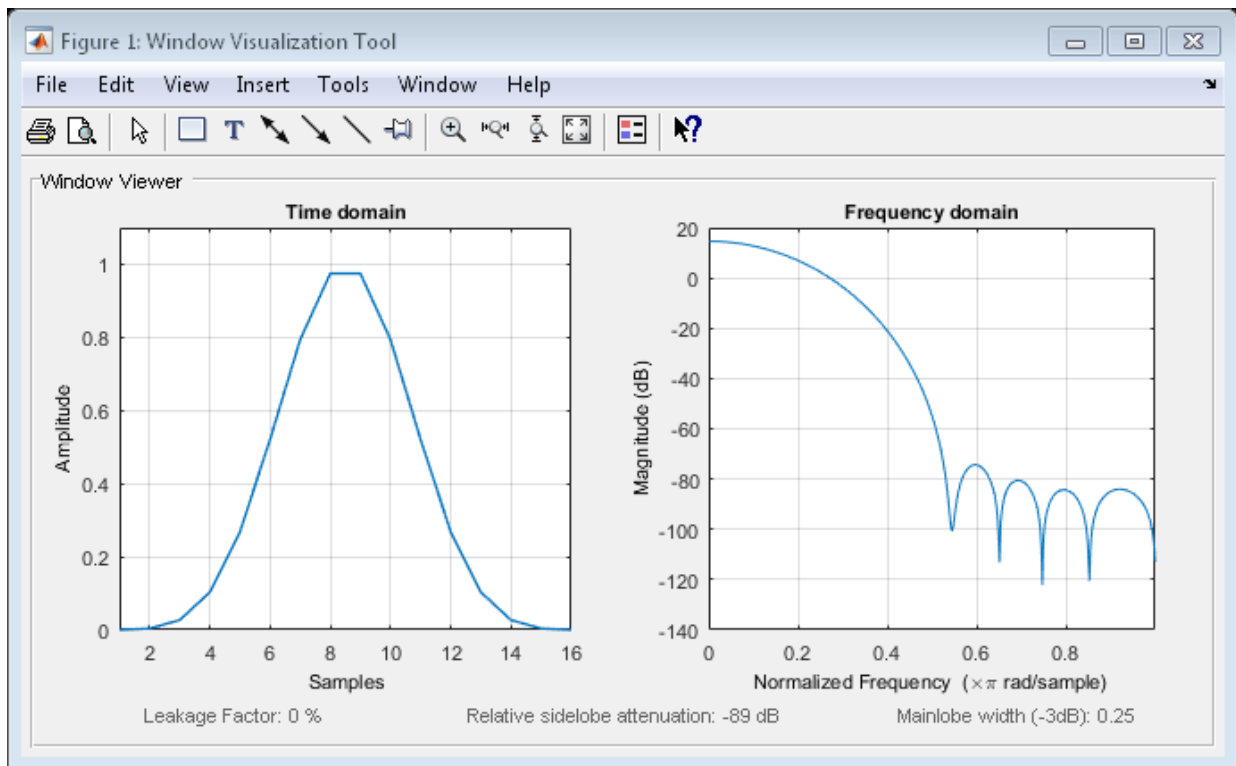 Figure 1: Window Visualization Tool
File Edit View Insert Tools Window Help
T
?
Window Viewer
Time domain
1
0.8
0.6
0.4
0.2
0
Amplitude
2 4 6 8 10 12 14 16
Samples
Frequency domain
20
0
-20
-40
-60
-80
-100
-120
-140
Magnitude (dB)
0 0.2 0.4 0.6 0.8
Normalized Frequency (×π rad/sample)
Leakage Factor: 0 % Relative sidelobe attenuation: -89 dB Mainlobe width (-3dB): 0.25